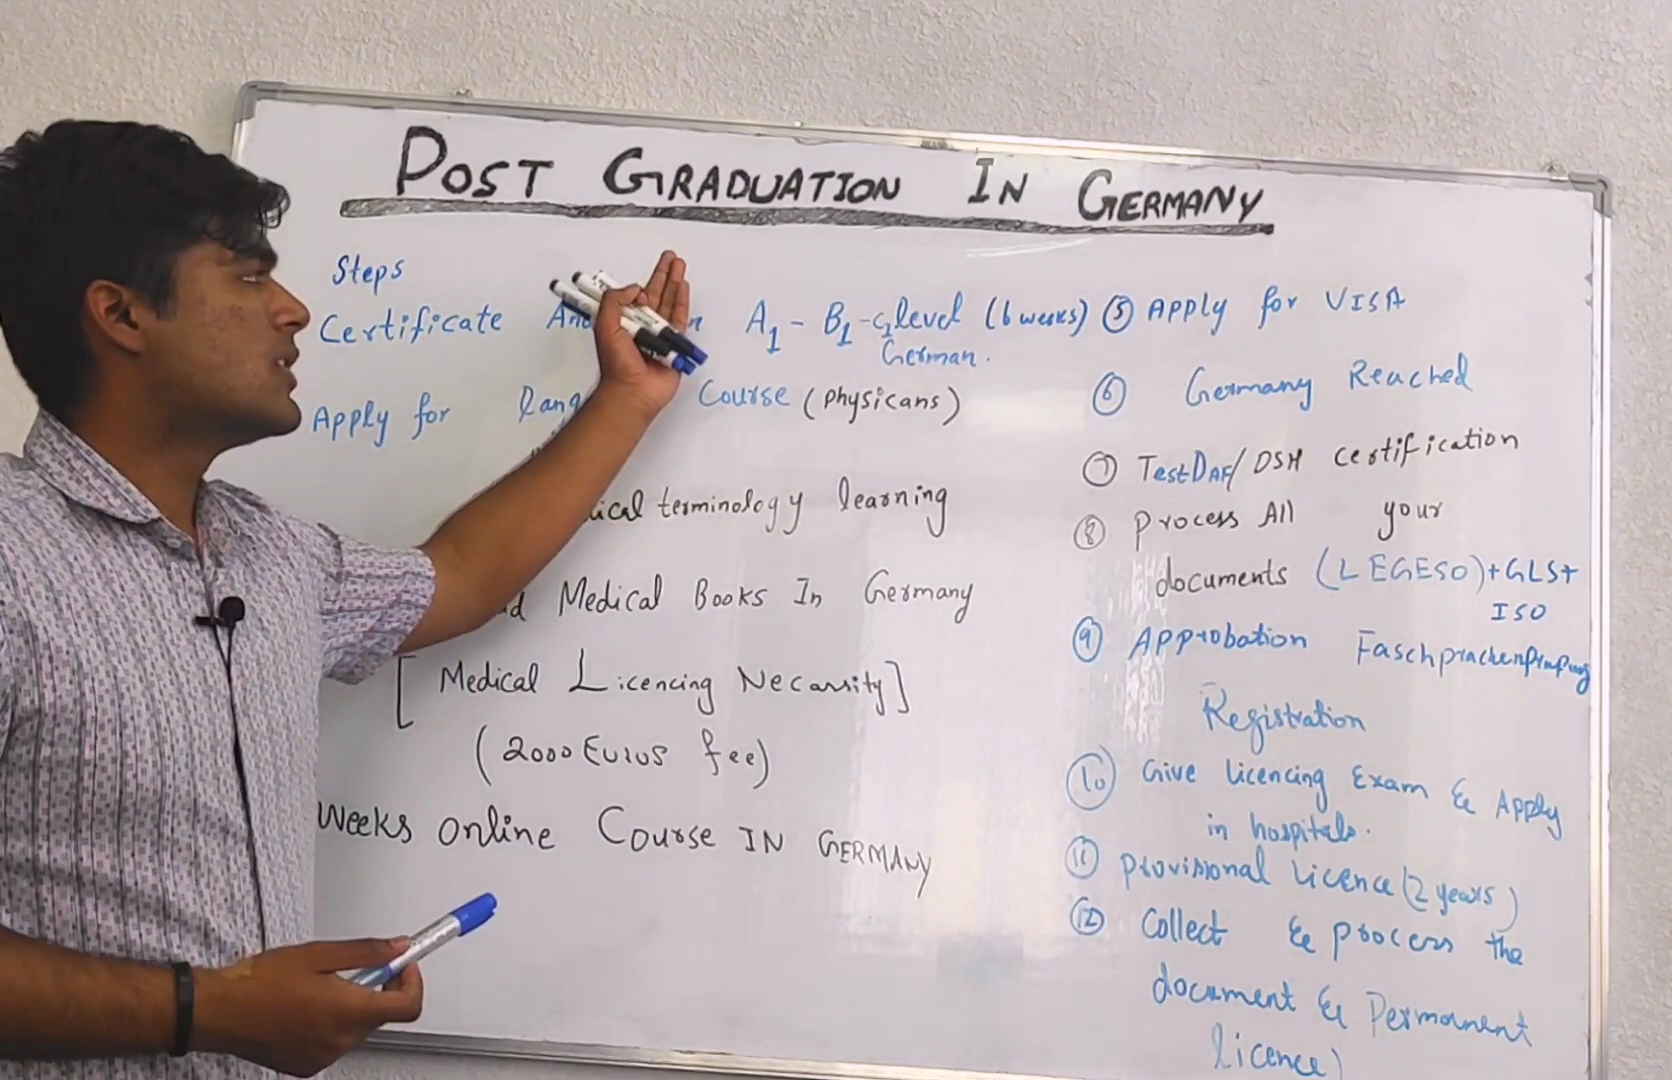 POST GRADUATION IN GERMANY
Steps
Certificate A1 - B1 - C1 level (6 weeks)
German.
Apply for Course (Physicans)
terminology learning
Medical Books In Germany
[Medical Licencing Necarsity]
(2000 Euros fee)
Weeks Online Course IN GERMANY
⑤ Apply for VISA
⑥ Germany Reached
⑦ TestDAF/DSH Certification
⑧ Process All your
documents (LEGESO)+GLS+
ISO
⑨ Approbation Faschprachenprupung
Registration
⑩ Give Licencing Exam & Apply
in hospitals.
⑪ Provisional Licence (2 years)
⑫ Collect & Process the
document & Permanent
licence)